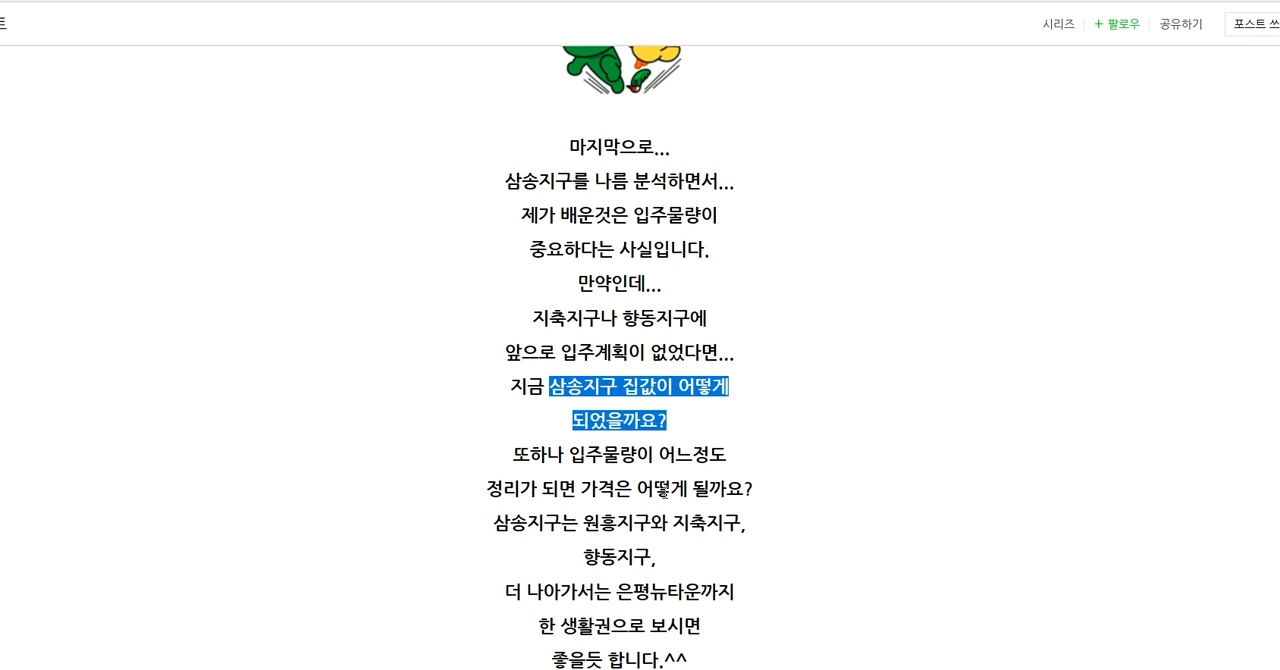 트
시리즈
+ 팔로우
공유하기
포스트 쓰
마지막으로...
삼송지구를 나름 분석하면서...
제가 배운것은 입주물량이
중요하다는 사실입니다.
만약인데...
지축지구나 향동지구에
앞으로 입주계획이 없었다면...
지금 삼송지구 집값이 어떻게
되었을까요?
또하나 입주물량이 어느정도
정리가 되면 가격은 어떻게 될까요?
삼송지구는 원흥지구와 지축지구,
향동지구,
더 나아가서는 은평뉴타운까지
한 생활권으로 보시면
좋을듯 합니다.^^